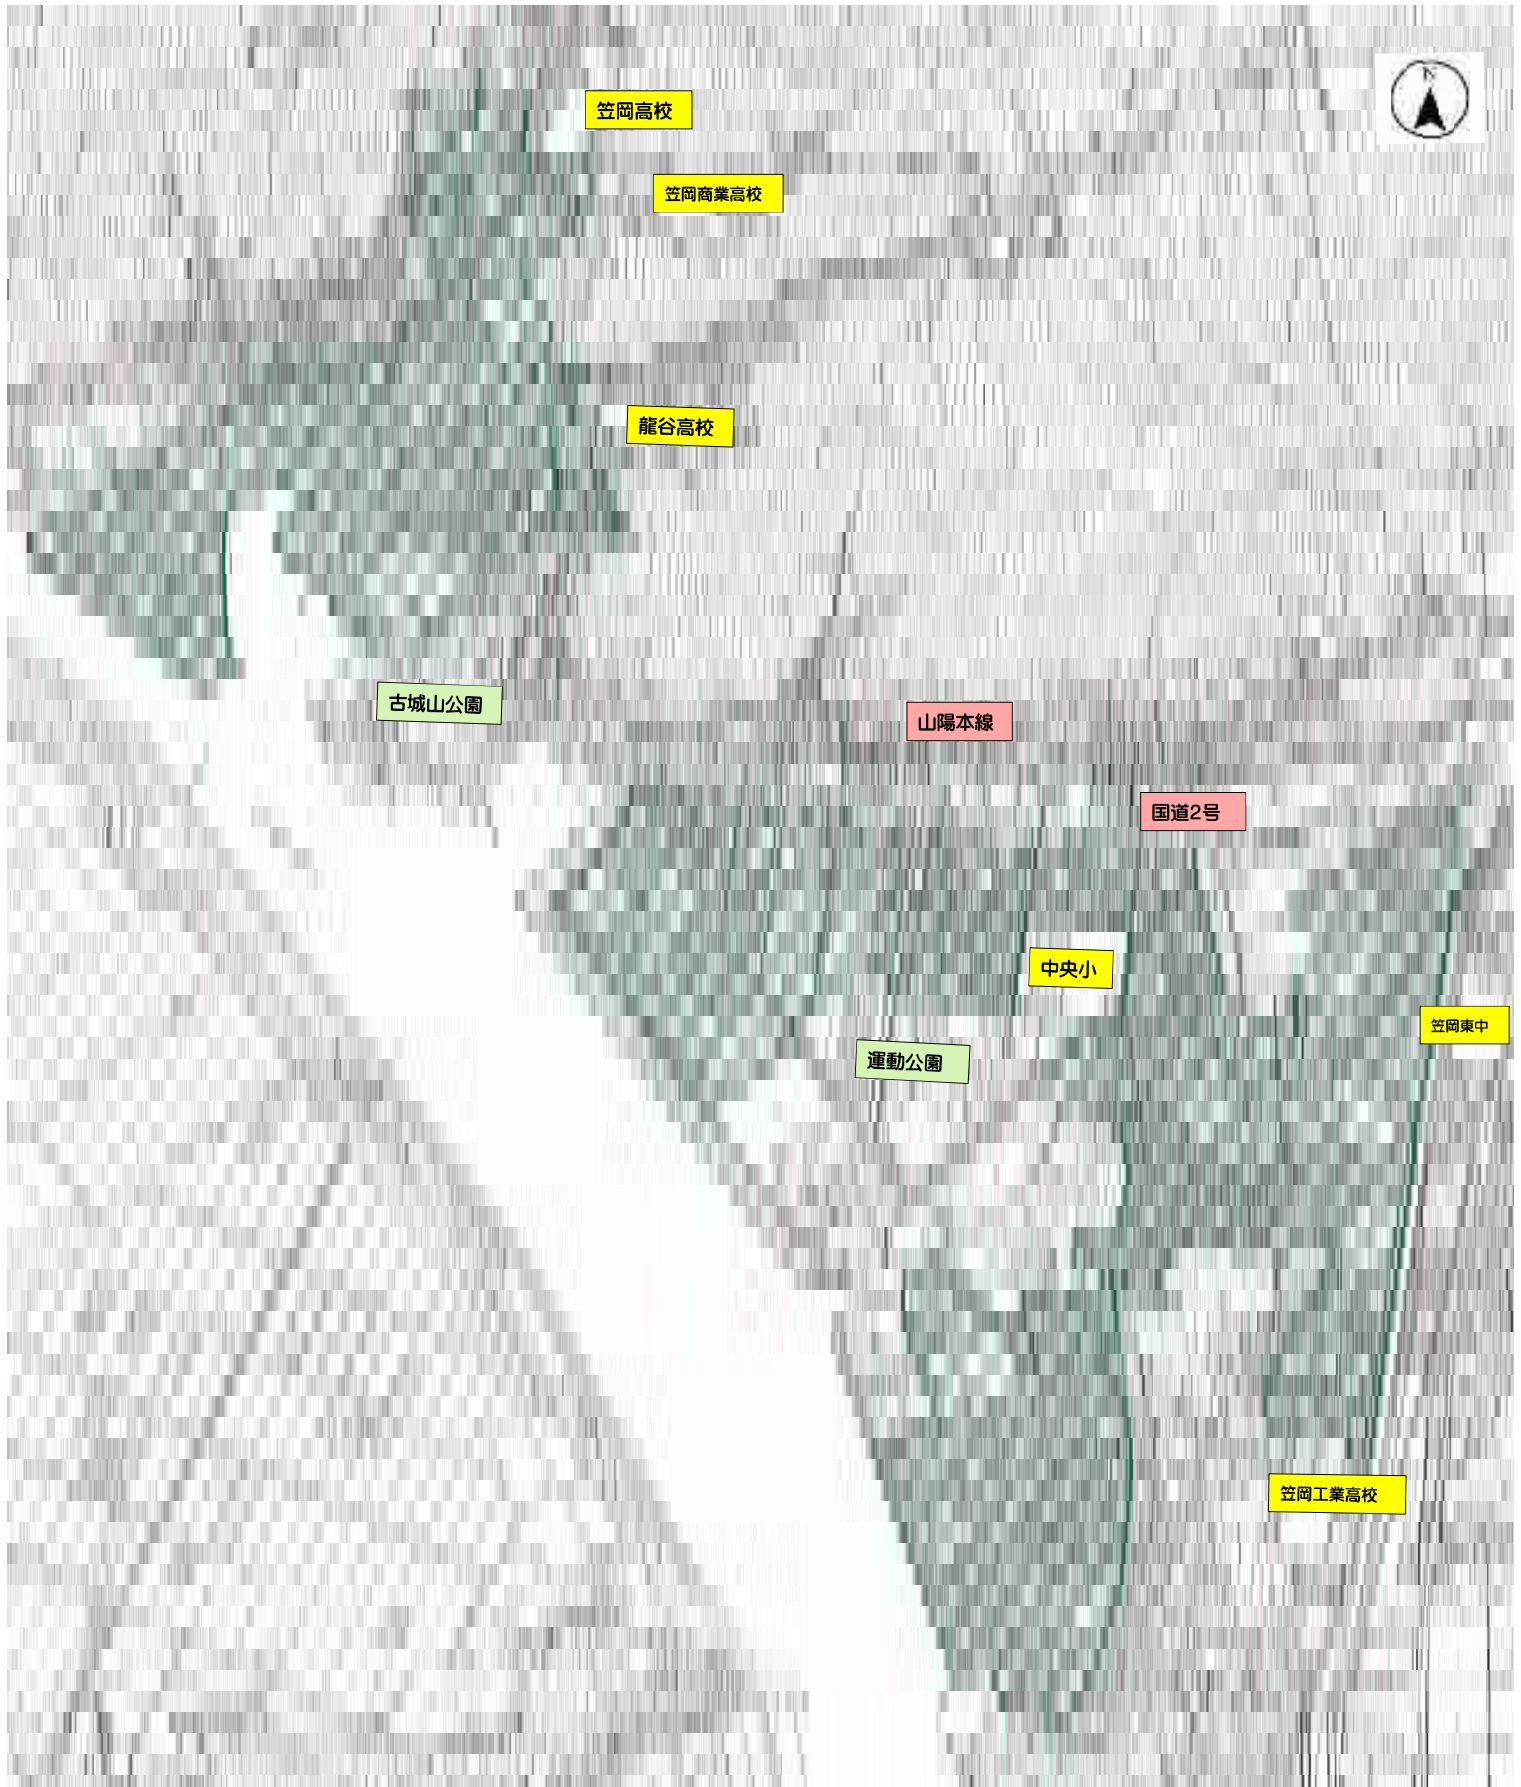 N
笠岡高校
笠岡商業高校
龍谷高校
古城山公園
山陽本線
国道2号
中央小
笠岡東中
運動公園
笠岡工業高校